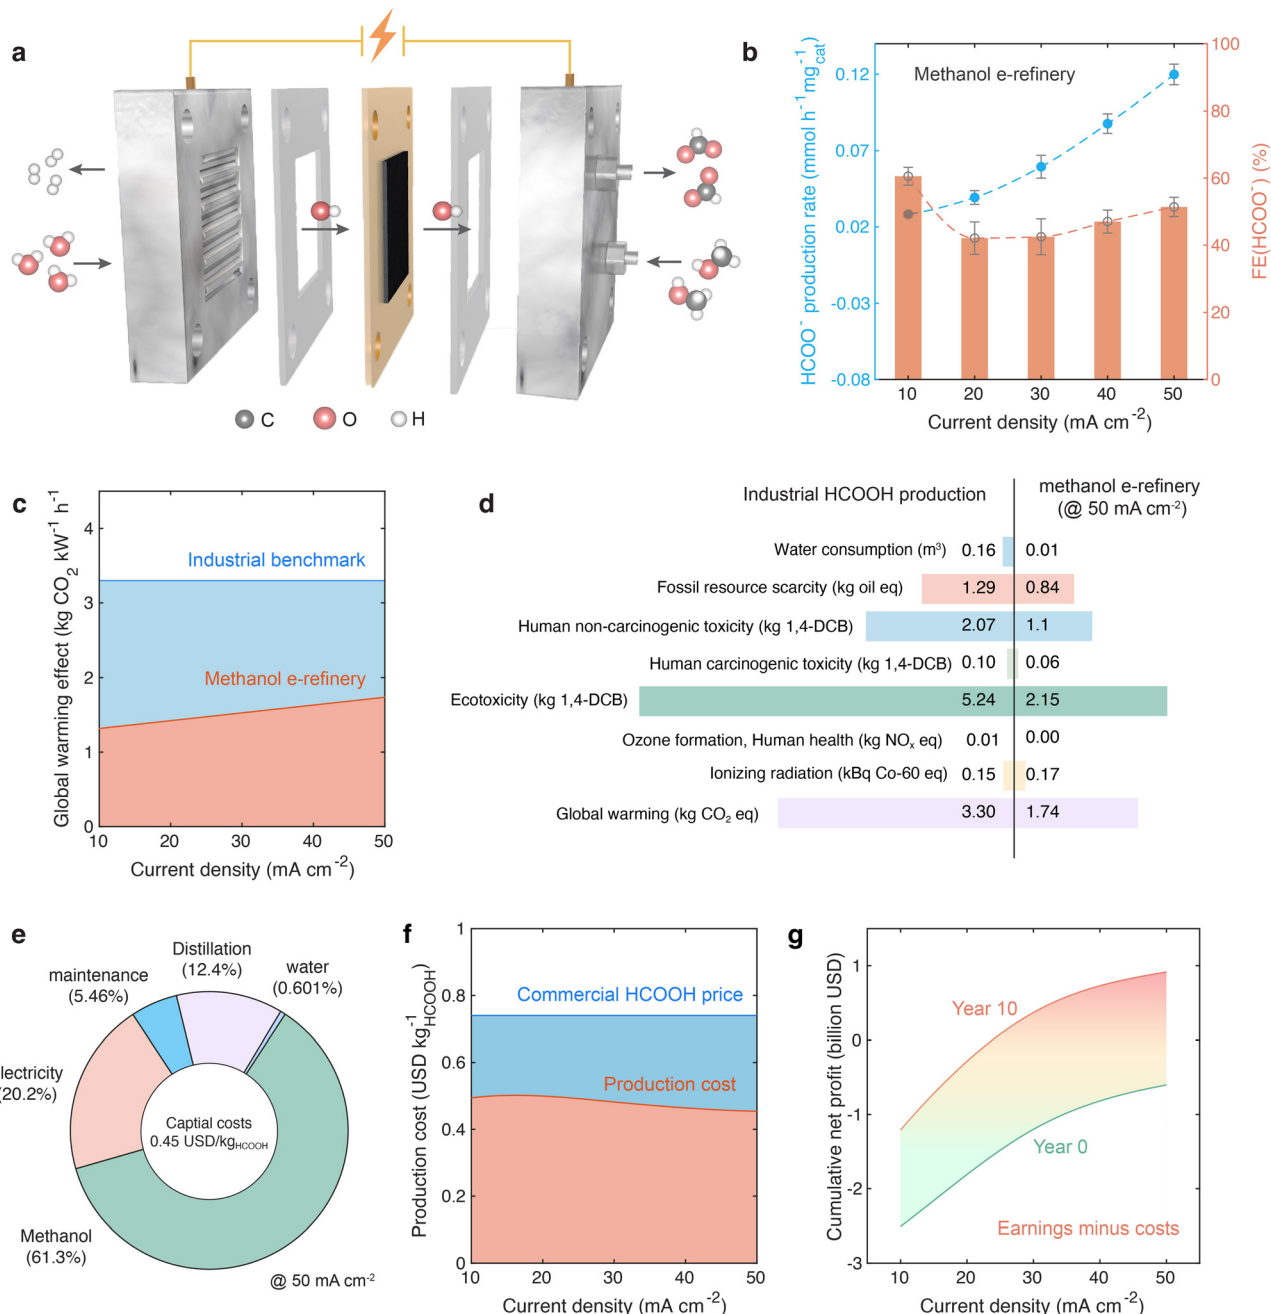 a
C
O
H
b
Methanol e-refinery
HCOO⁻ production rate (mmol h⁻¹mg⁻¹cat)
0.12
0.07
0.02
-0.03
-0.08
100
80
60
40
20
0
FE(HCOO⁻) (%)
10 20 30 40 50
Current density (mA cm⁻²)
c
Global warming effect (kg CO₂ kW⁻¹ h⁻¹)
4
3
2
1
0
Industrial benchmark
Methanol e-refinery
10 20 30 40 50
Current density (mA cm⁻²)
d
Industrial HCOOH production
methanol e-refinery
(@ 50 mA cm⁻²)
Water consumption (m³) 0.16 0.01
Fossil resource scarcity (kg oil eq) 1.29 0.84
Human non-carcinogenic toxicity (kg 1,4-DCB) 2.07 1.1
Human carcinogenic toxicity (kg 1,4-DCB) 0.10 0.06
Ecotoxicity (kg 1,4-DCB) 5.24 2.15
Ozone formation, Human health (kg NOₓ eq) 0.01 0.00
Ionizing radiation (kBq Co-60 eq) 0.15 0.17
Global warming (kg CO₂ eq) 3.30 1.74
e
Distillation
(12.4%)
water
(0.601%)
maintenance
(5.46%)
lectricity
(20.2%)
Captial costs
0.45 USD/kgHCOOH
Methanol
(61.3%)
@ 50 mA cm⁻²
f
Production cost (USD kg⁻¹HCOOH)
1
0.8
0.6
0.4
0.2
0
Commercial HCOOH price
Production cost
10 20 30 40 50
Current density (mA cm⁻²)
g
Cumulative net profit (billion USD)
1
0
-1
-2
-3
Year 10
Year 0
Earnings minus costs
10 20 30 40 50
Current density (mA cm⁻²)